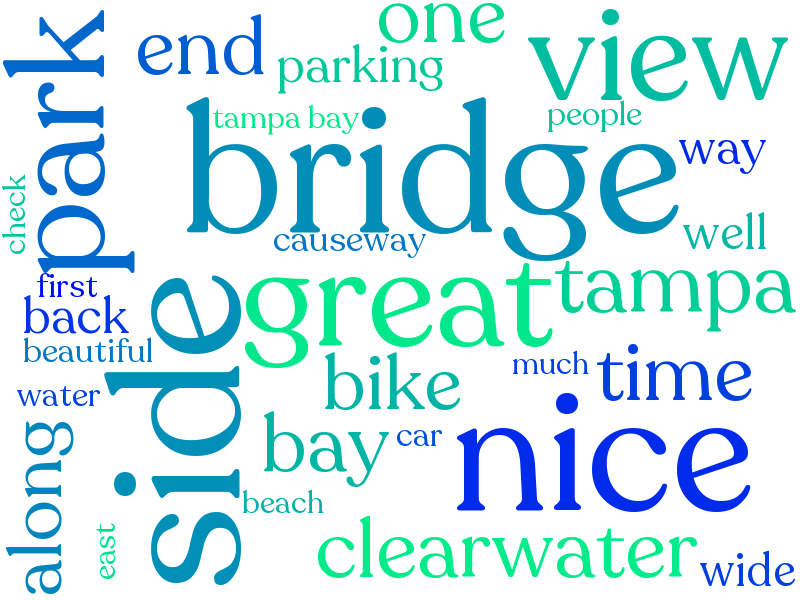 park
end
one
parking
view
tampa bay
people
bridge
way
check
causeway
well
first
side
great
tampa
back
beautiful
bike
much
time
water
nice
along
bay
car
beach
east
clearwater
wide